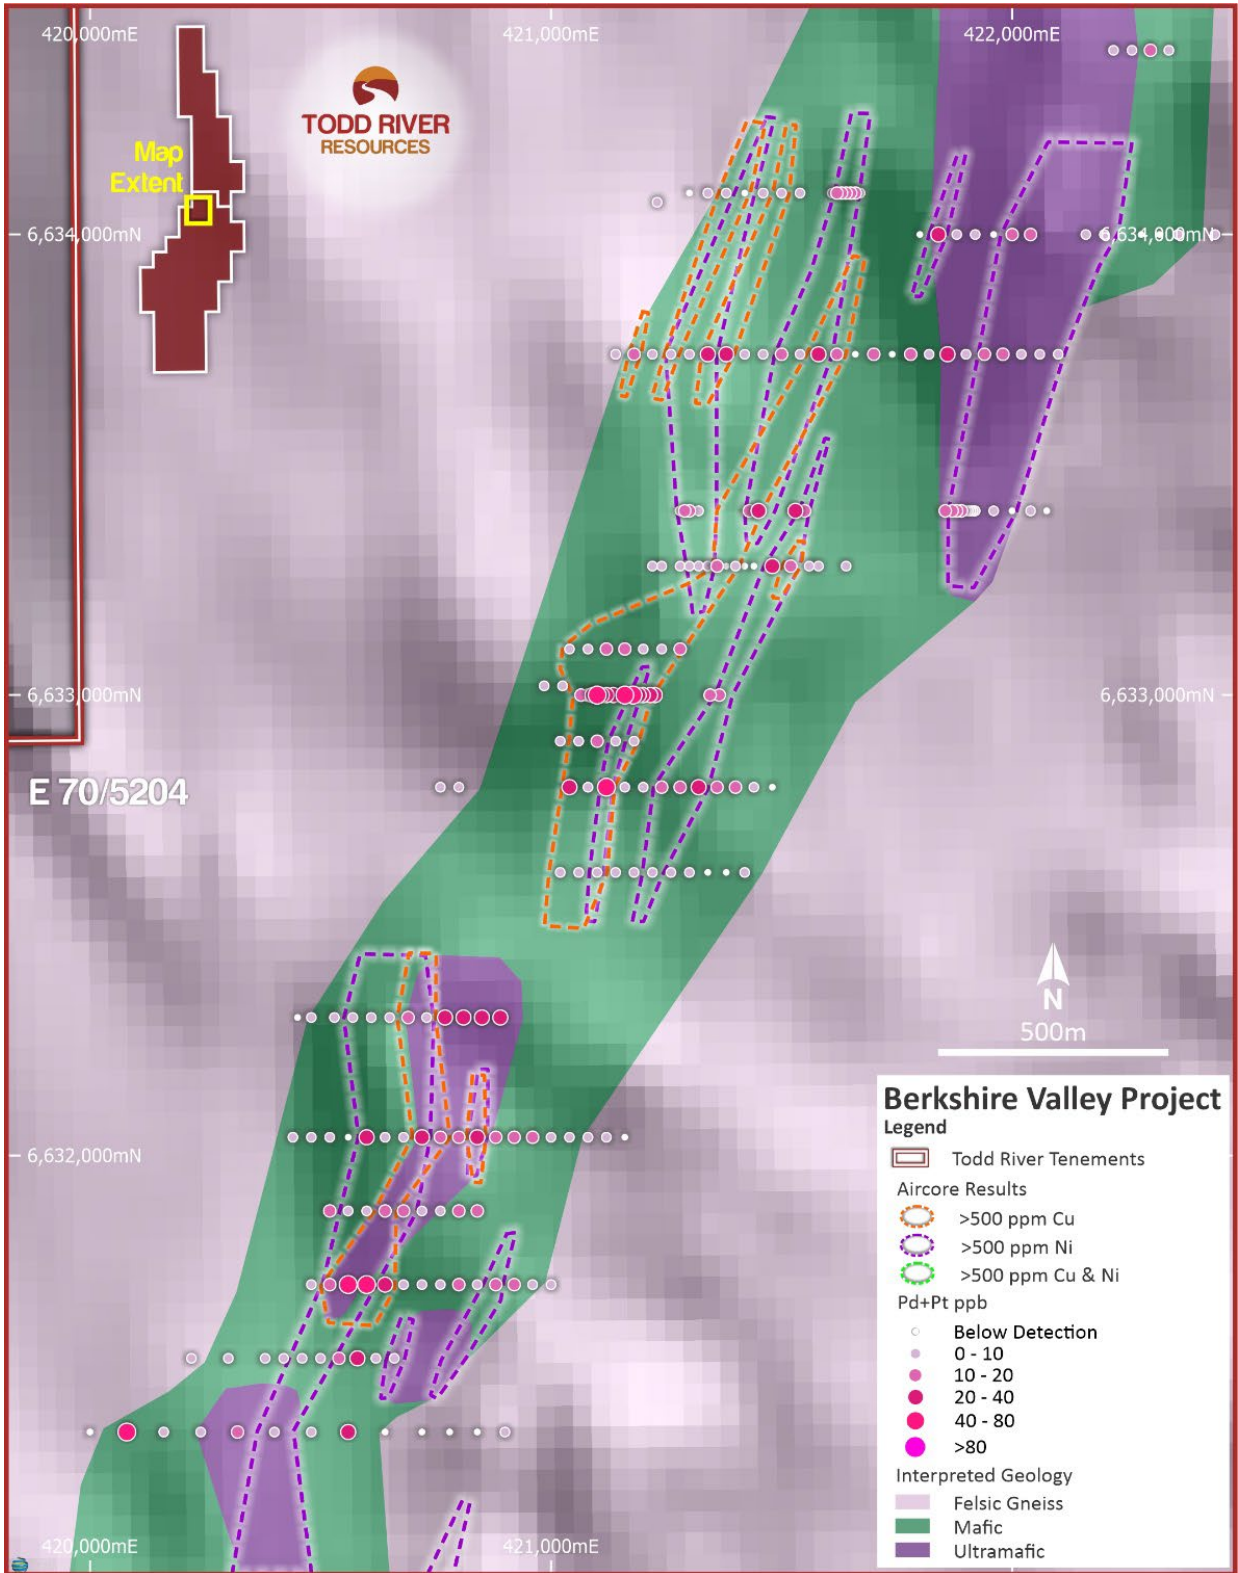 420,000mE
421,000mE
422,000mE
TODD RIVER
RESOURCES
Map
Extent
6,634,000mN
6,634,000mN
6,633,000mN
6,633,000mN
E 70/5204
N
500m
6,632,000mN
420,000mE
421,000mE
Berkshire Valley Project
Legend
Todd River Tenements
Aircore Results
>500 ppm Cu
>500 ppm Ni
>500 ppm Cu & Ni
Pd+Pt ppb
Below Detection
0 - 10
10 - 20
20 - 40
40 - 80
>80
Interpreted Geology
Felsic Gneiss
Mafic
Ultramafic